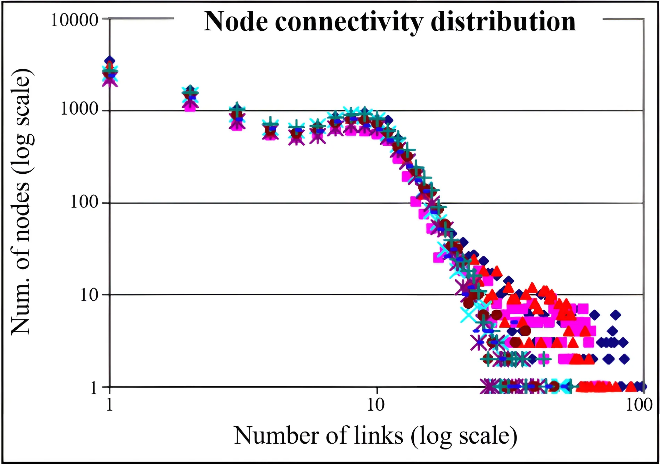 Node connectivity distribution
10000
1000
100
10
1
Num. of nodes (log scale)
1 10 100
Number of links (log scale)